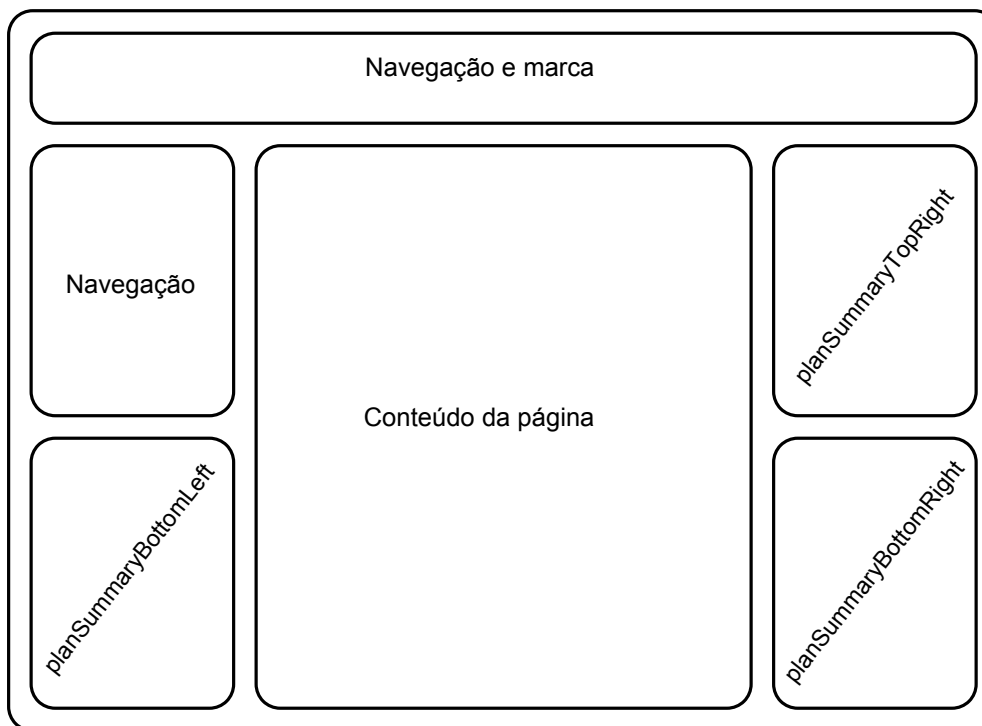 Navegação e marca
Navegação
Conteúdo da página
planSummaryTopRight
planSummaryBottomLeft
planSummaryBottomRight